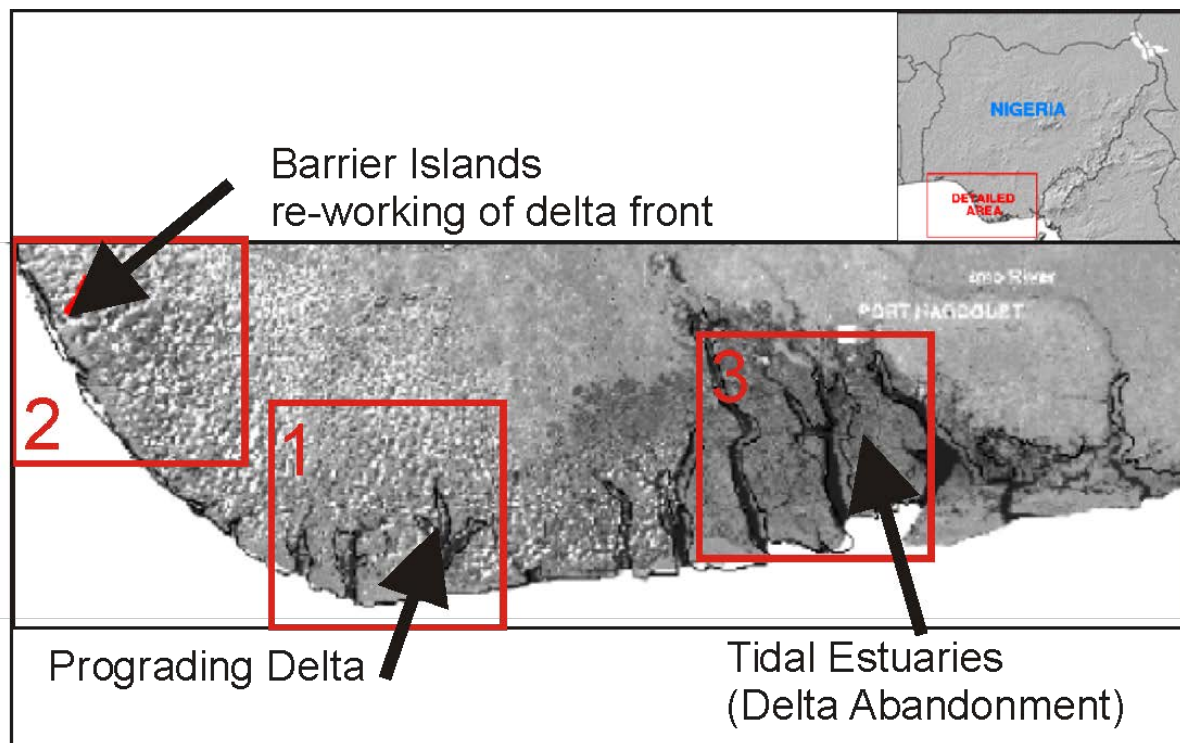 NIGERIA
DETAILED
AREA
Barrier Islands
re-working of delta front
2
1
3
River
PORT
Prograding Delta
Tidal Estuaries
(Delta Abandonment)